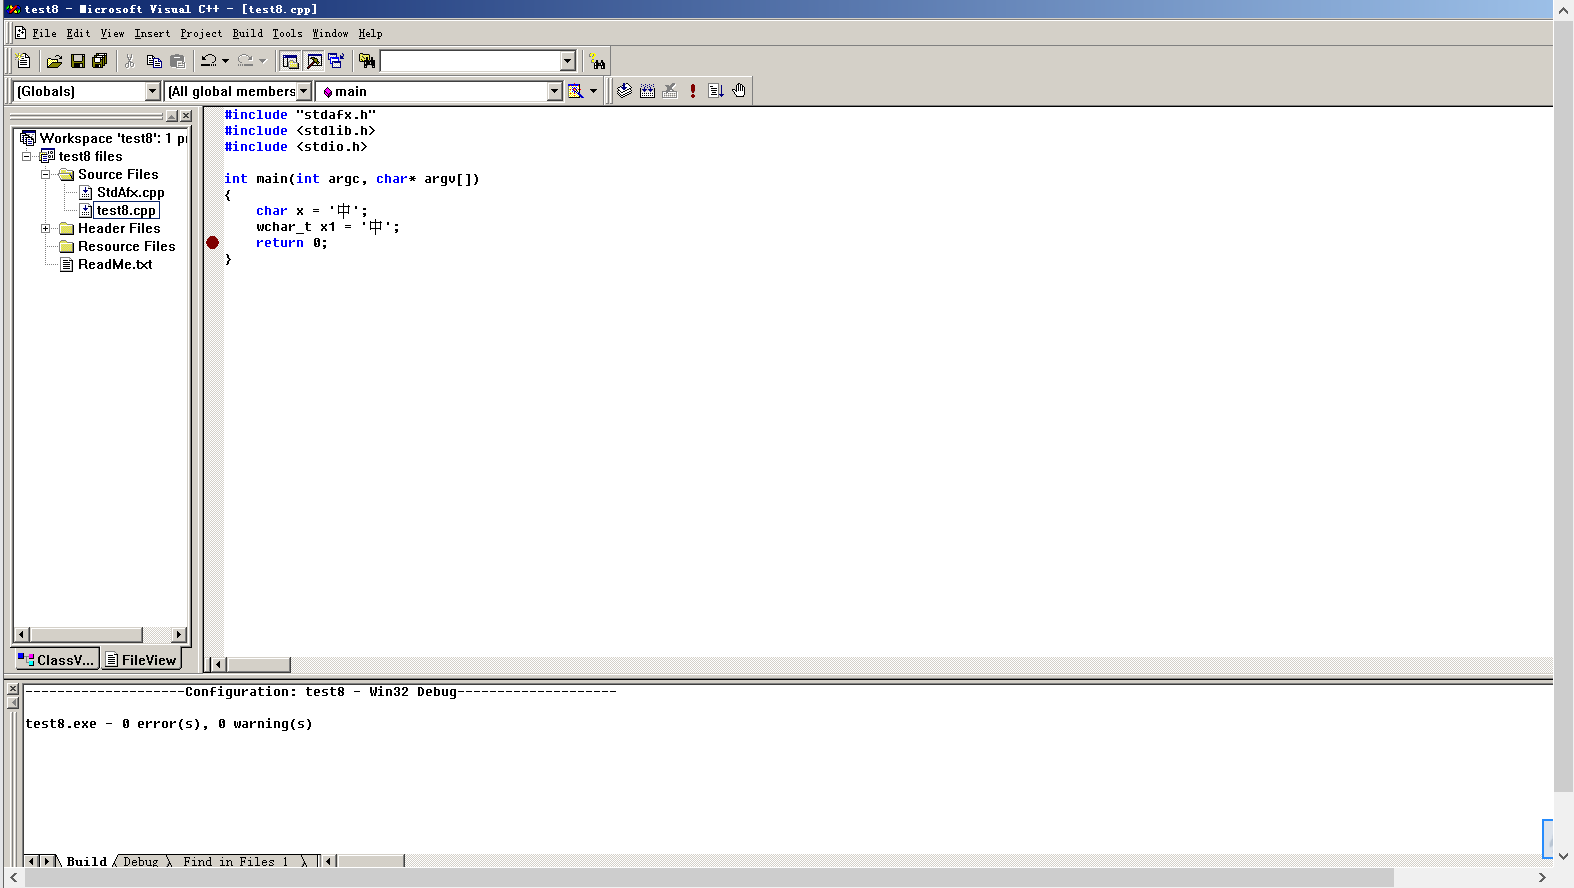 test8 - Microsoft Visual C++ - [test8.cpp]
File Edit View Insert Project Build Tools Window Help
(Globals) (All global members main
Workspace 'test8': 1 p
test8 files
Source Files
StdAfx.cpp
test8.cpp
Header Files
Resource Files
ReadMe.txt
ClassV... FileView
#include "stdafx.h"
#include <stdlib.h>
#include <stdio.h>
int main(int argc, char* argv[])
{
char x = '中';
wchar_t x1 = '中';
return 0;
}
--------------------Configuration: test8 - Win32 Debug--------------------
test8.exe - 0 error(s), 0 warning(s)
Build Debug Find in Files 1